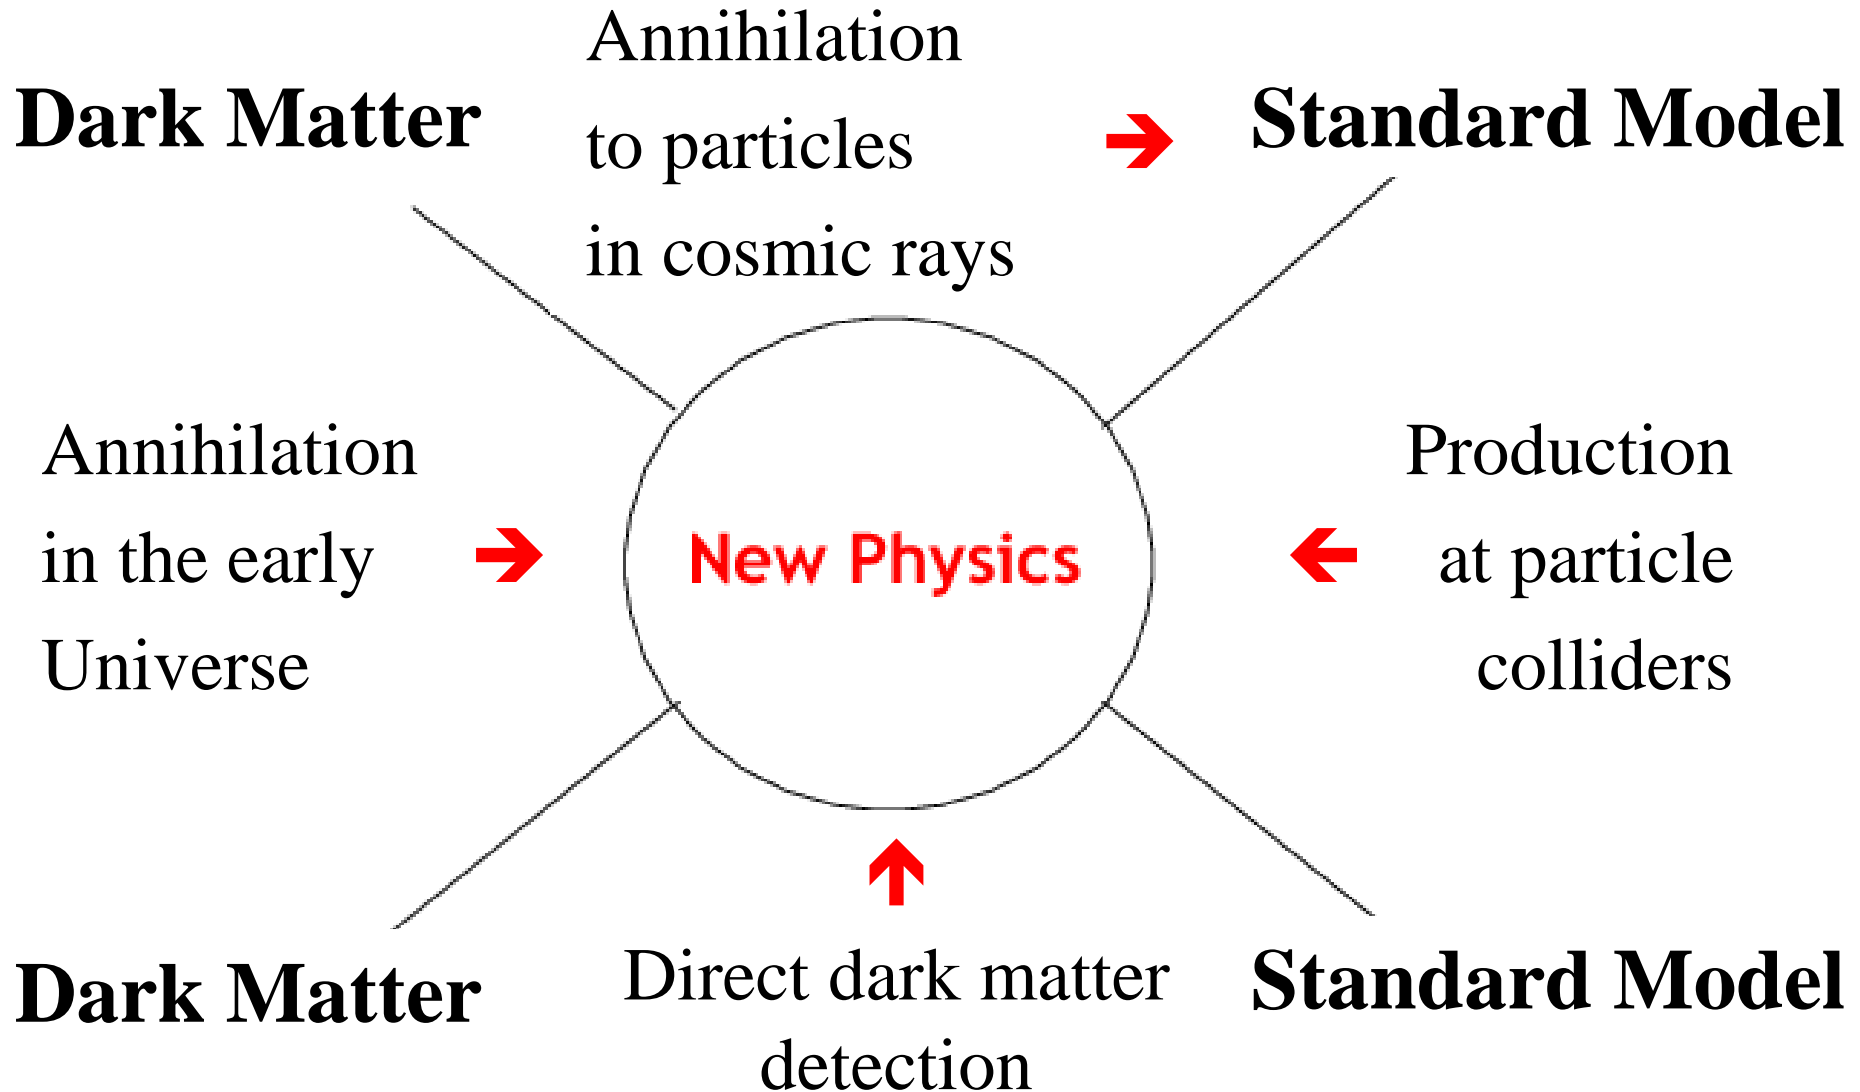 Dark Matter
Annihilation
to particles
in cosmic rays
Standard Model
Annihilation
in the early
Universe
New Physics
Production
at particle
colliders
Dark Matter
Direct dark matter
detection
Standard Model